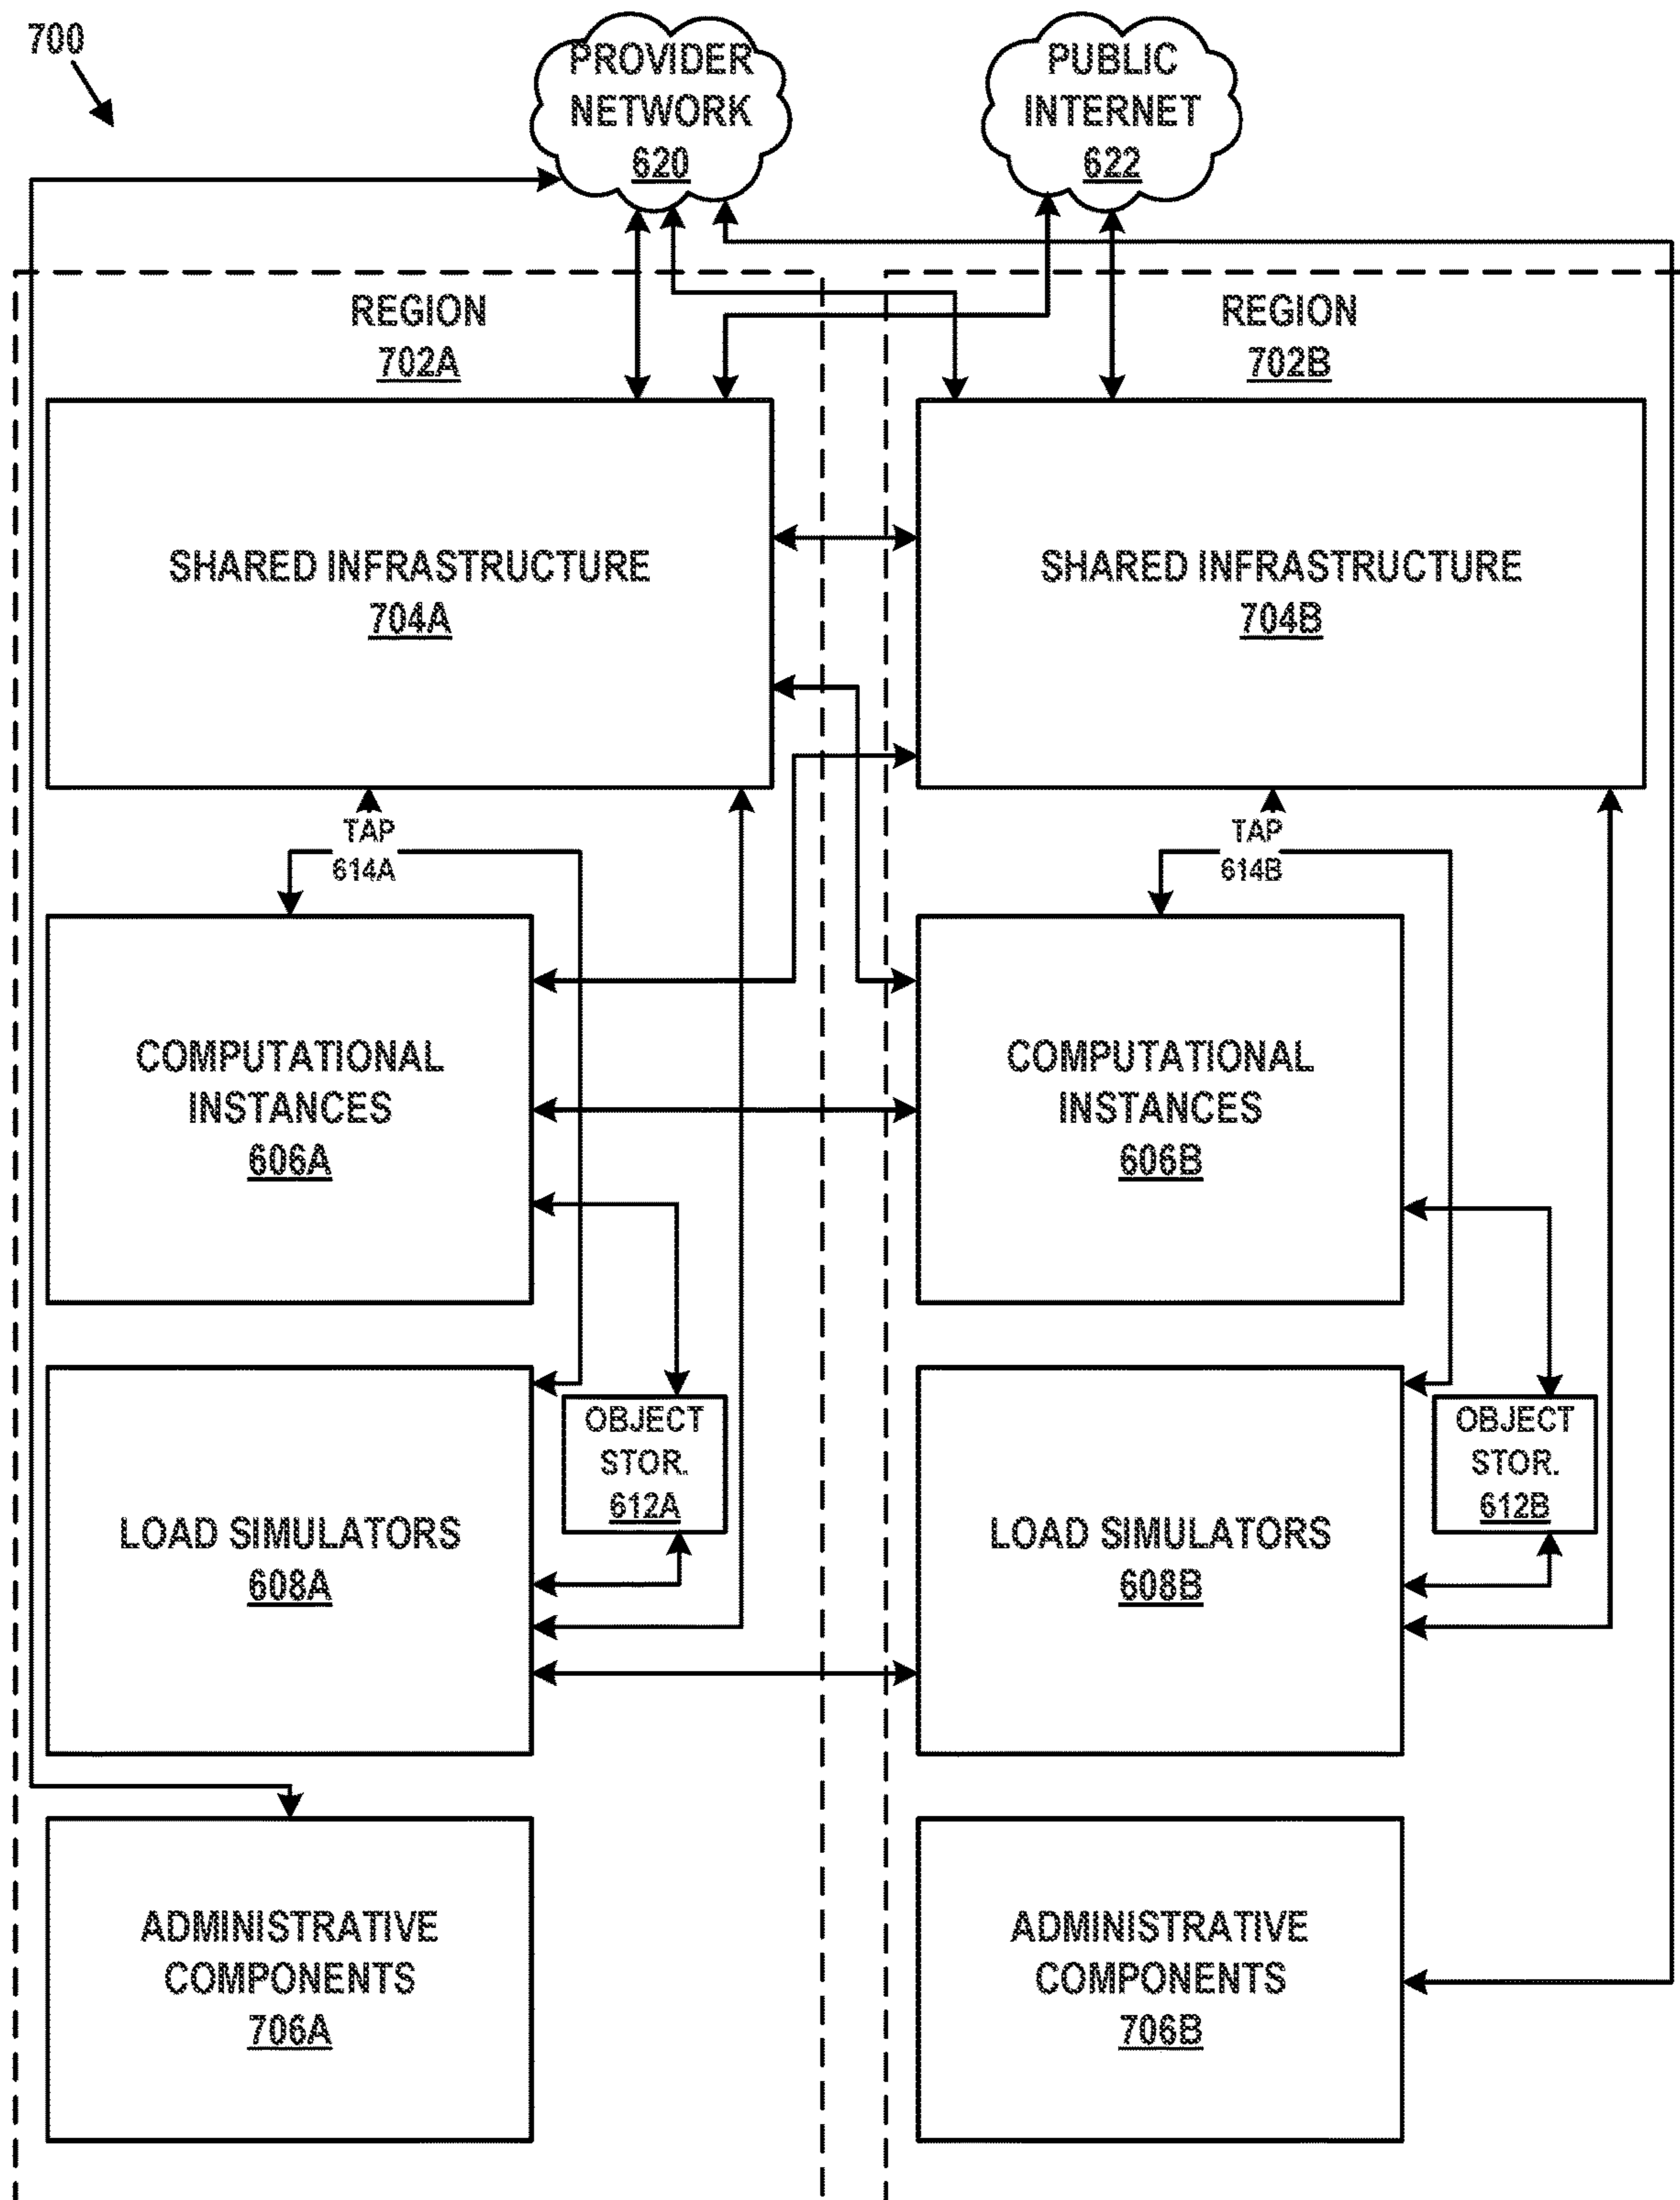 700
PROVIDER
NETWORK
620
PUBLIC
INTERNET
622
REGION
702A
REGION
702B
SHARED INFRASTRUCTURE
704A
SHARED INFRASTRUCTURE
704B
TAP
614A
TAP
614B
COMPUTATIONAL
INSTANCES
606A
COMPUTATIONAL
INSTANCES
606B
LOAD SIMULATORS
608A
OBJECT
STOR.
612A
LOAD SIMULATORS
608B
OBJECT
STOR.
612B
ADMINISTRATIVE
COMPONENTS
706A
ADMINISTRATIVE
COMPONENTS
706B